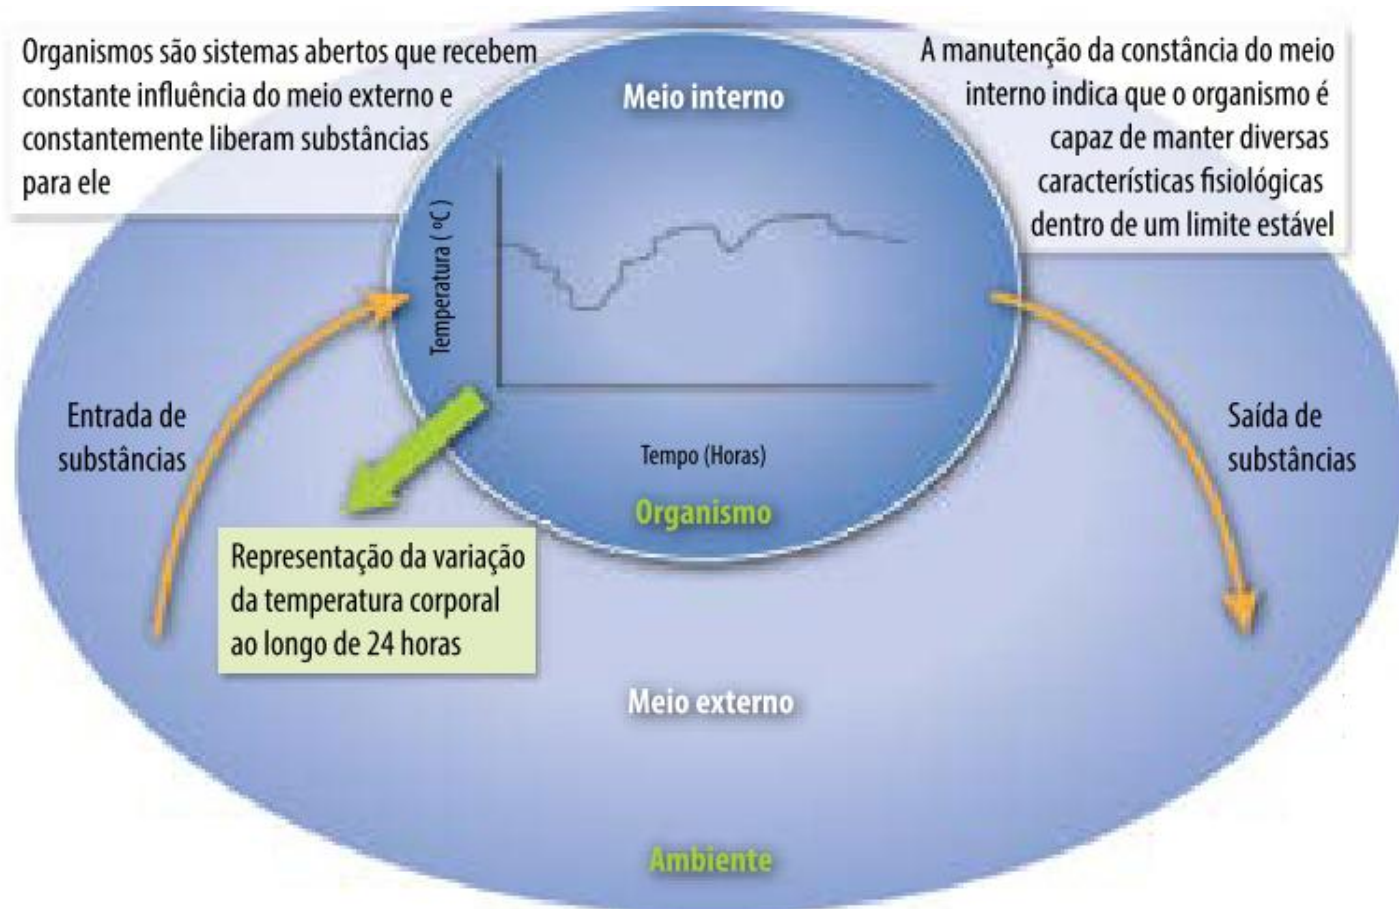 Organismos são sistemas abertos que recebem
constante influência do meio externo e
constantemente liberam substâncias
para ele
A manutenção da constância do meio
interno indica que o organismo é
capaz de manter diversas
características fisiológicas
dentro de um limite estável
Meio interno
Temperatura ( ºC )
Tempo (Horas)
Organismo
Entrada de
substâncias
Saída de
substâncias
Representação da variação
da temperatura corporal
ao longo de 24 horas
Meio externo
Ambiente